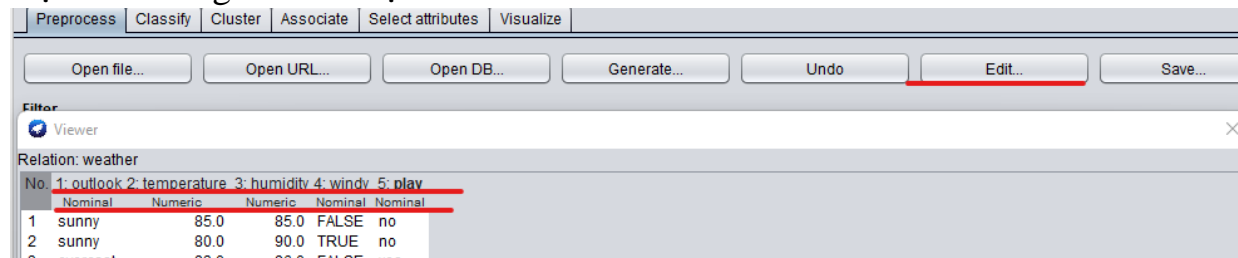 Preprocess Classify Cluster Associate Select attributes Visualize
Open file... Open URL... Open DB... Generate... Undo Edit... Save...
Filter
Viewer
Relation: weather
No. 1: outlook 2: temperature 3: humidity 4: windy 5: play
Nominal Numeric Numeric Nominal Nominal
1 sunny 85.0 85.0 FALSE no
2 sunny 80.0 90.0 TRUE no